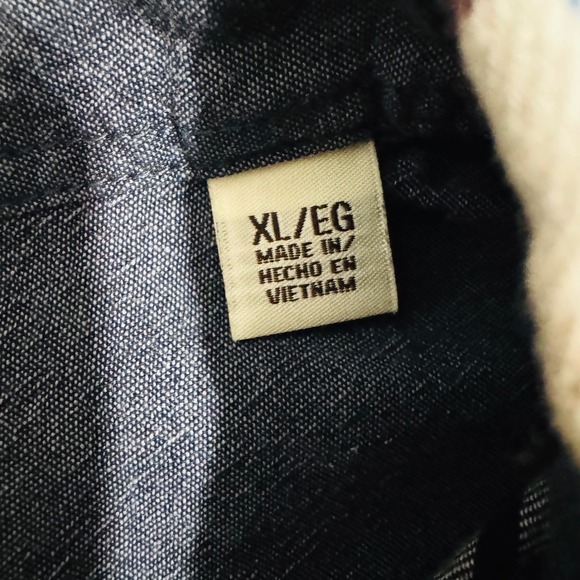 XL/EG
MADE IN/
HECHO EN
VIETNAM